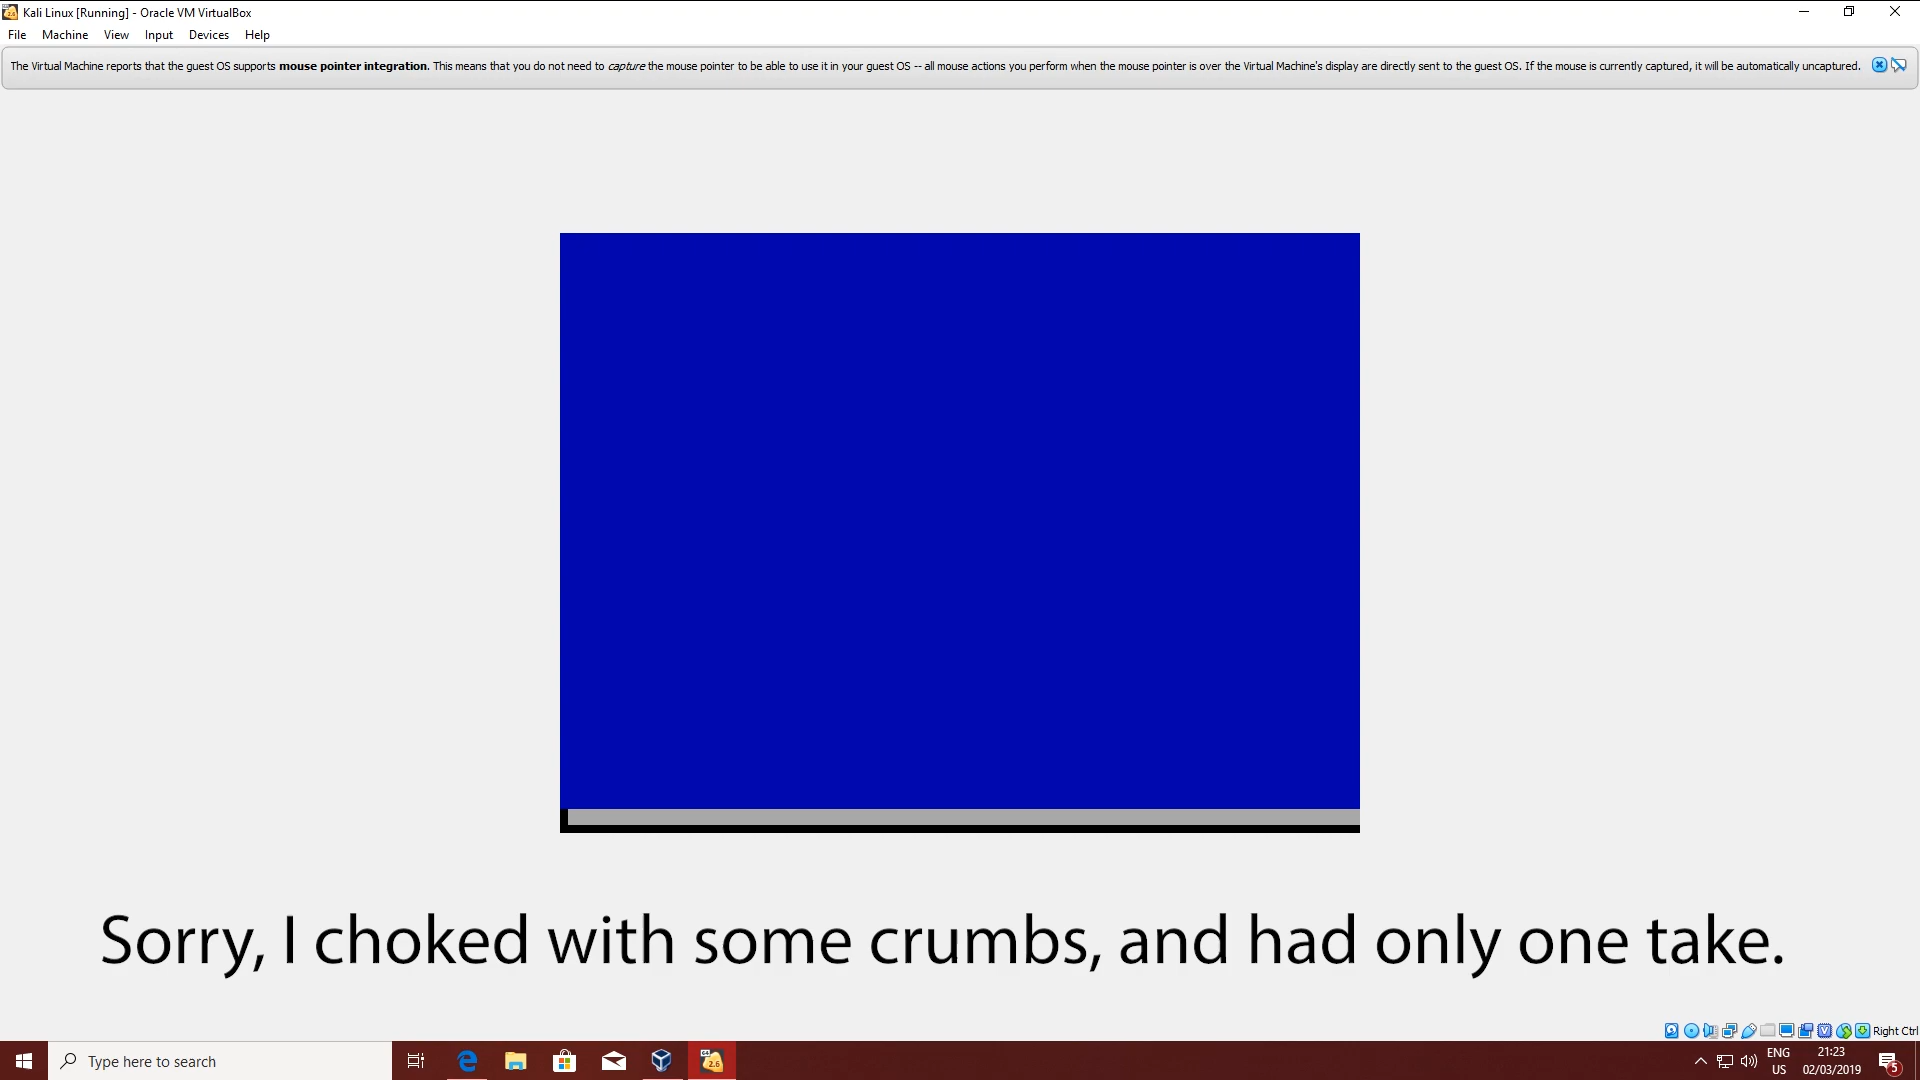 Kali Linux [Running] - Oracle VM VirtualBox
File Machine View Input Devices Help
The Virtual Machine reports that the guest OS supports mouse pointer integration. This means that you do not need to capture the mouse pointer to be able to use it in your guest OS -- all mouse actions you perform when the mouse pointer is over the Virtual Machine's display are directly sent to the guest OS. If the mouse is currently captured, it will be automatically uncaptured.
Sorry, I choked with some crumbs, and had only one take.
Right Ctrl
Type here to search
64
2.6
ENG
US
21:23
02/03/2019
5